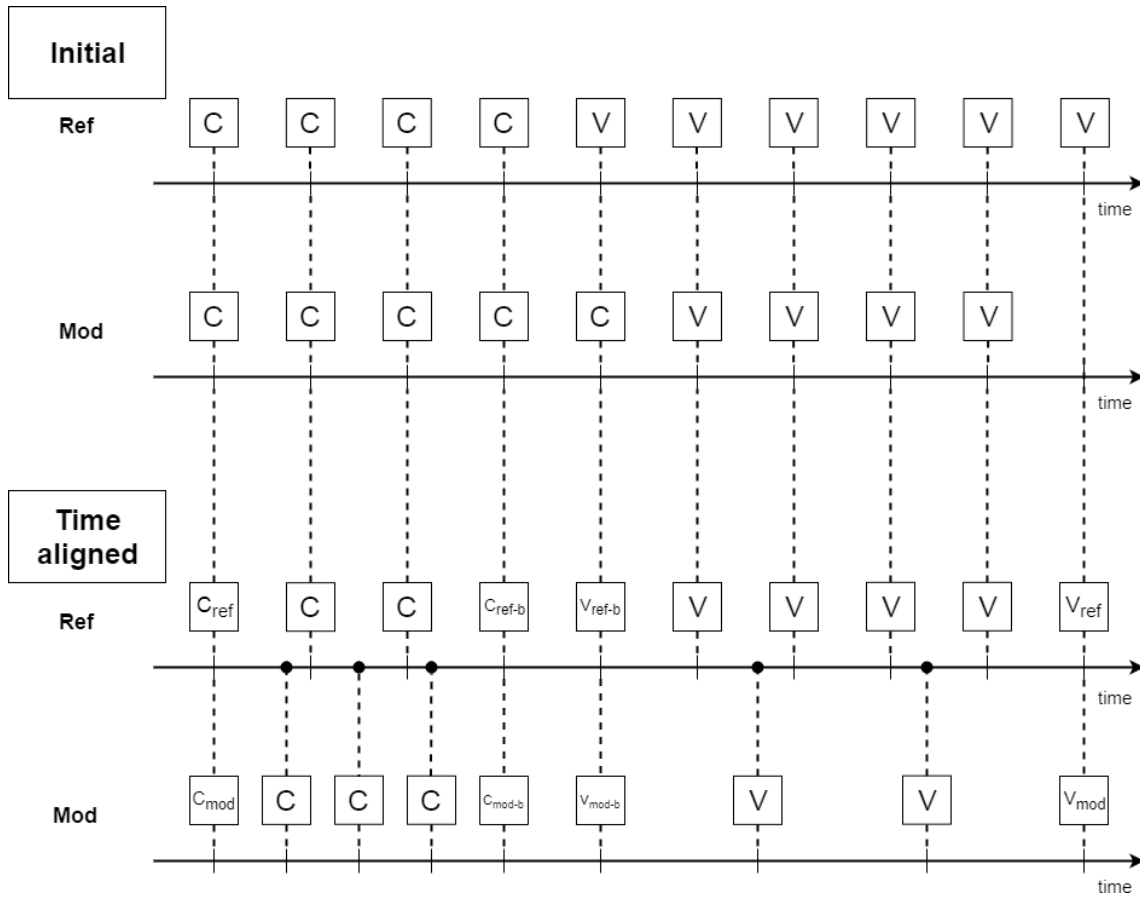 Initial
Ref
C C C C V V V V V V
time
Mod
C C C C C V V V V
time
Time
aligned
Ref
Cref C C Cref-b Vref-b V V V V Vref
time
Mod
Cmod C C C Cmod-b Vmod-b V V Vmod
time